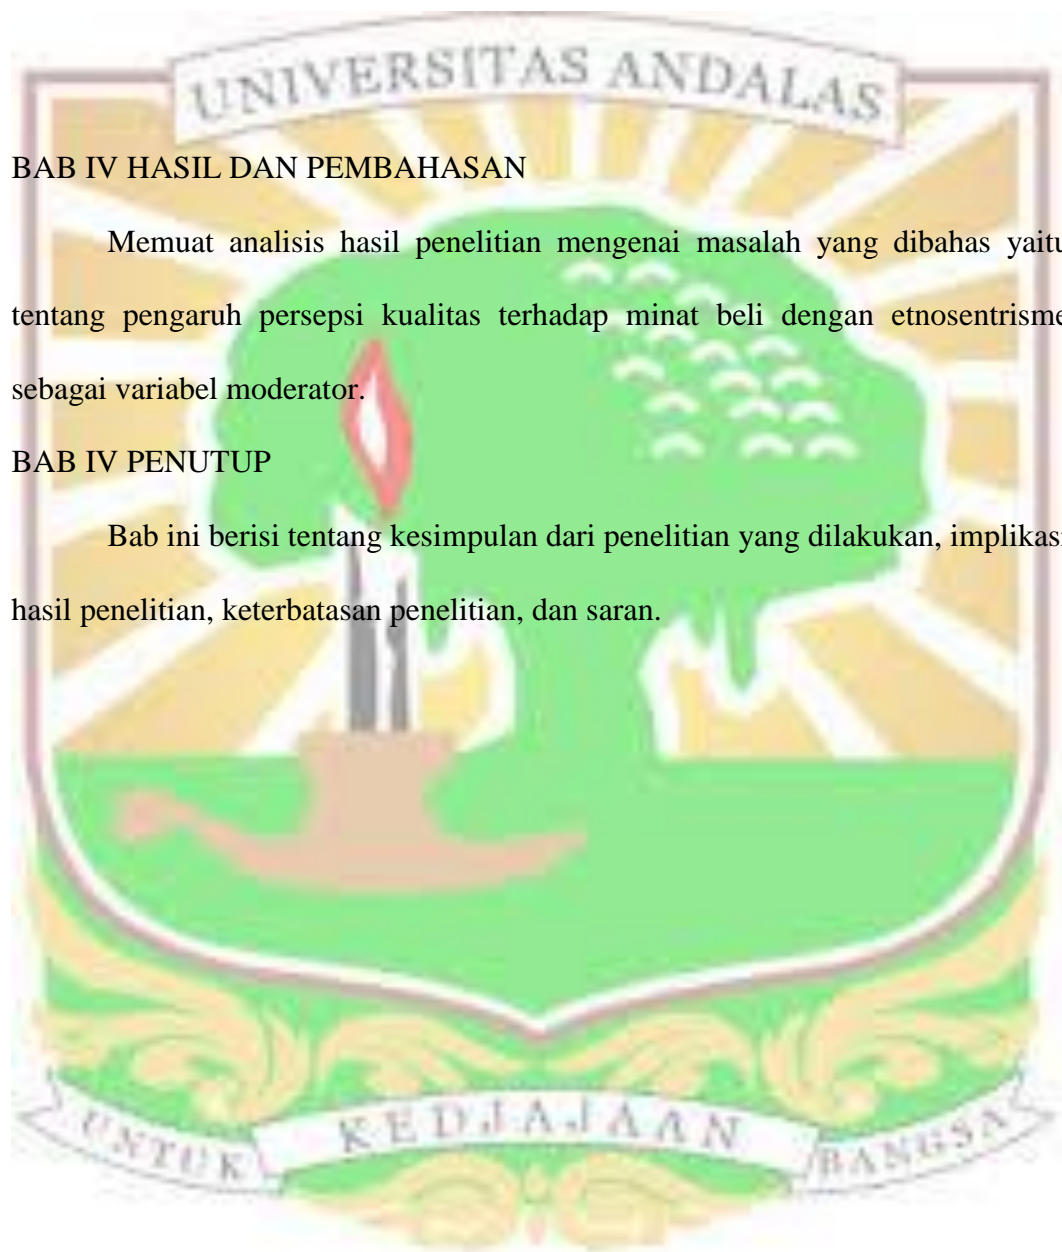 UNIVERSITAS ANDALAS
BAB IV HASIL DAN PEMBAHASAN
Memuat analisis hasil penelitian mengenai masalah yang dibahas yaitu
tentang pengaruh persepsi kualitas terhadap minat beli dengan etnosentrisme
sebagai variabel moderator.
BAB IV PENUTUP
Bab ini berisi tentang kesimpulan dari penelitian yang dilakukan, implikasi
hasil penelitian, keterbatasan penelitian, dan saran.
UNTUK KEDJAJAAN BANGSA